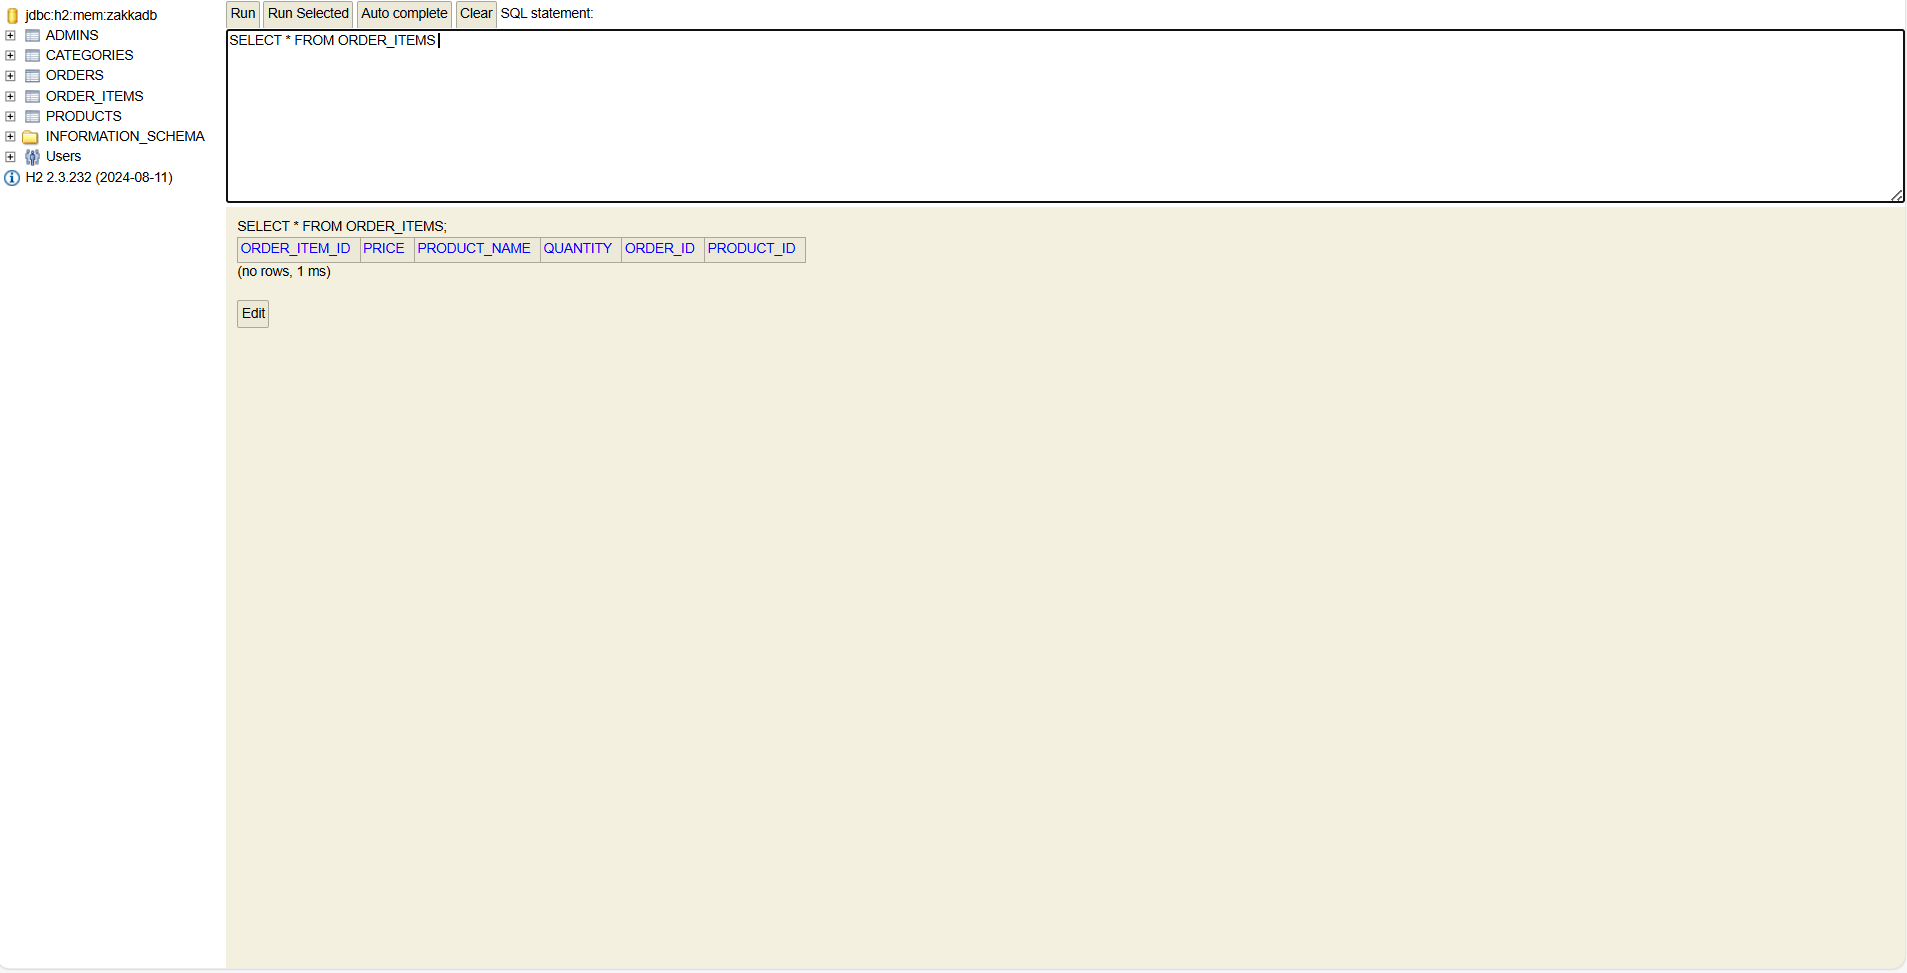 jdbc:h2:mem:zakkadb
ADMINS
CATEGORIES
ORDERS
ORDER_ITEMS
PRODUCTS
INFORMATION_SCHEMA
Users
H2 2.3.232 (2024-08-11)
Run Run Selected Auto complete Clear SQL statement:
SELECT * FROM ORDER_ITEMS
SELECT * FROM ORDER_ITEMS;
ORDER_ITEM_ID PRICE PRODUCT_NAME QUANTITY ORDER_ID PRODUCT_ID
(no rows, 1 ms)
Edit